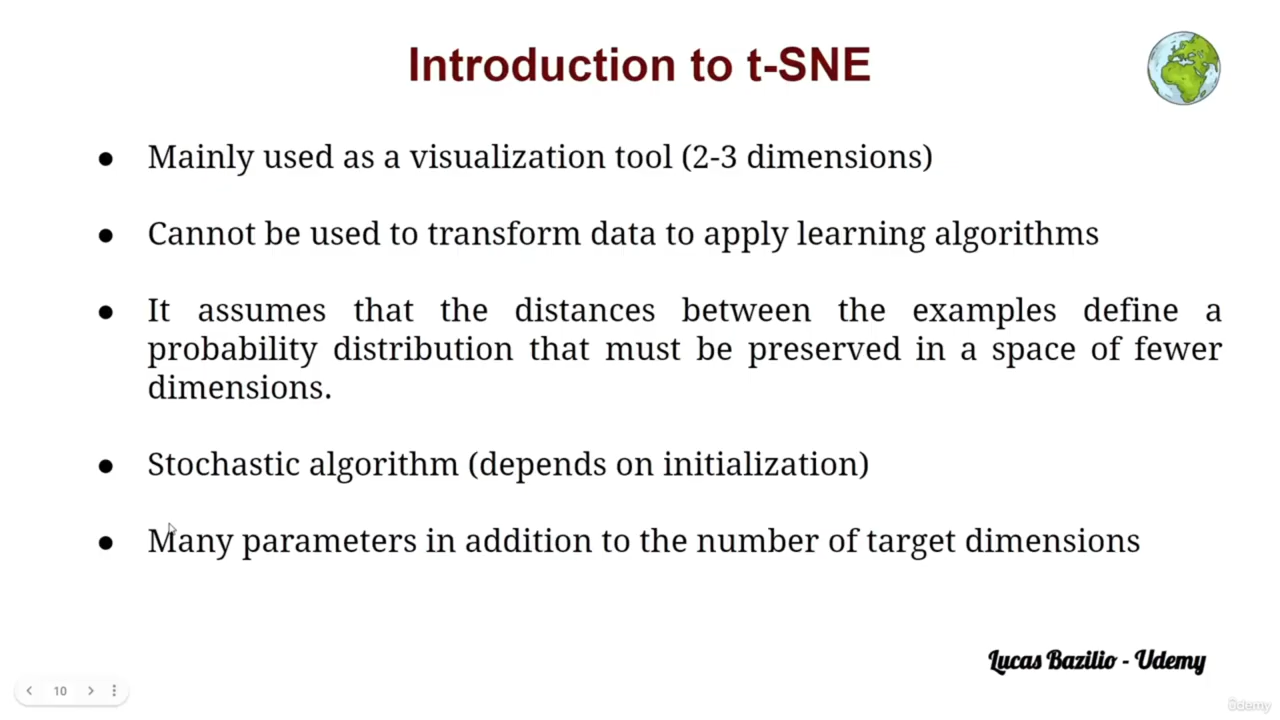 Introduction to t-SNE
● Mainly used as a visualization tool (2-3 dimensions)
● Cannot be used to transform data to apply learning algorithms
● It assumes that the distances between the examples define a
probability distribution that must be preserved in a space of fewer
dimensions.
● Stochastic algorithm (depends on initialization)
● Many parameters in addition to the number of target dimensions
Lucas Bazilio - Udemy
10
ûdemy